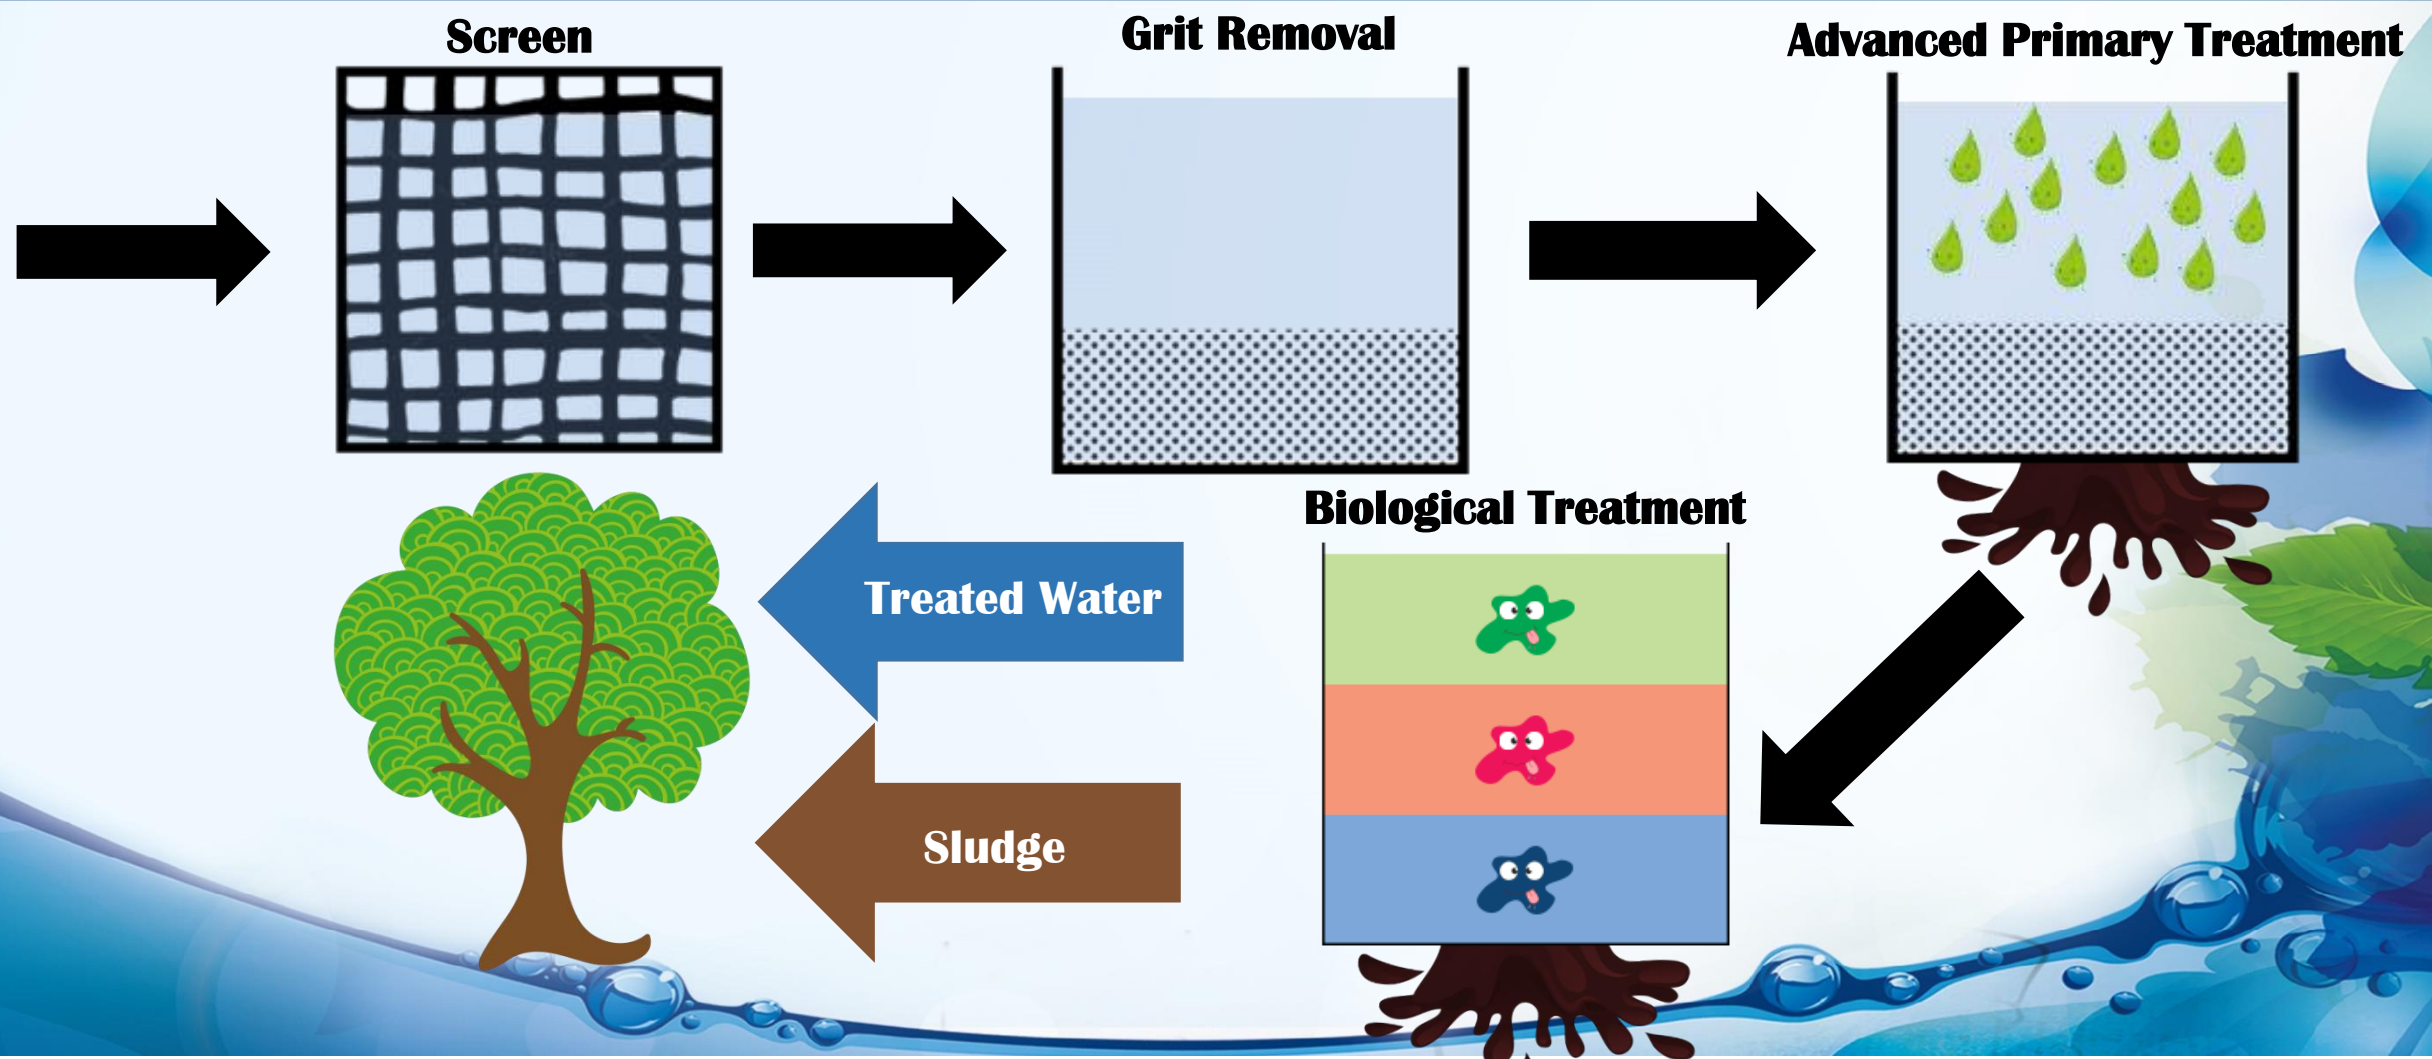 Screen
Grit Removal
Advanced Primary Treatment
Biological Treatment
Treated Water
Sludge